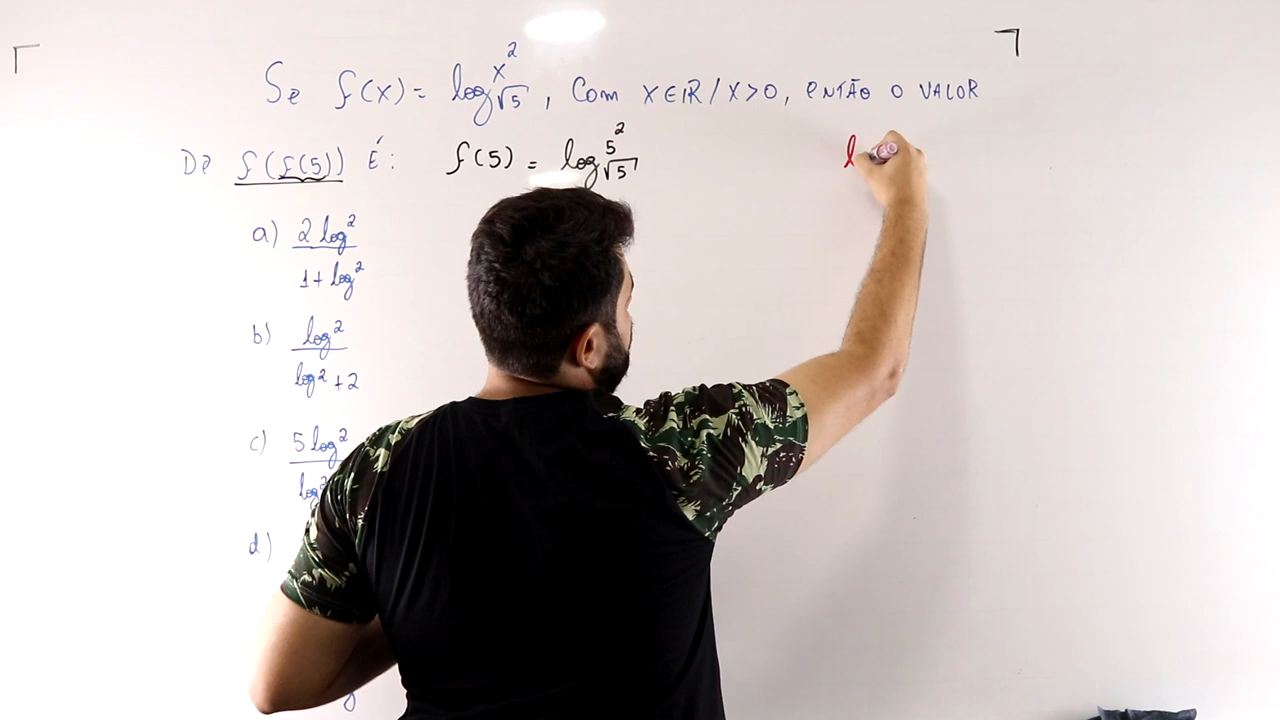 Se f(x) = log√5 x², Com x∈ℝ/x>0, então o valor
De f(f(5)) É: f(5) = log√5 5²
a) 2 log² / 1 + log²
b) log² / log² + 2
c) 5 log² / log²
d)